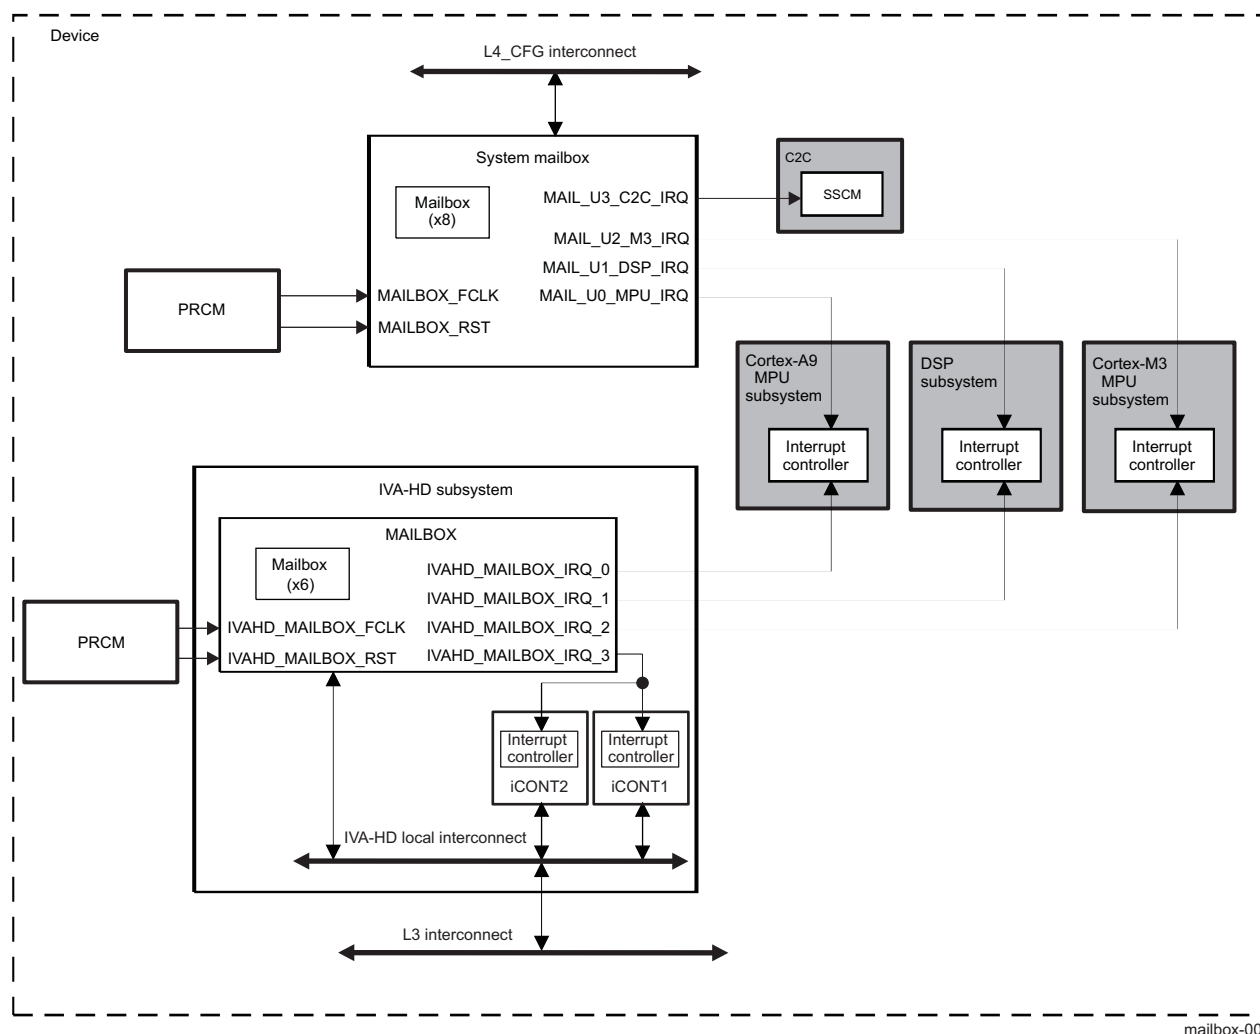 Device
L4_CFG interconnect
System mailbox
Mailbox
(x8)
MAIL_U3_C2C_IRQ
MAIL_U2_M3_IRQ
MAIL_U1_DSP_IRQ
MAIL_U0_MPU_IRQ
MAILBOX_FCLK
MAILBOX_RST
C2C
SSCM
PRCM
Cortex-A9
MPU
subsystem
Interrupt
controller
DSP
subsystem
Interrupt
controller
Cortex-M3
MPU
subsystem
Interrupt
controller
IVA-HD subsystem
MAILBOX
Mailbox
(x6)
IVAHD_MAILBOX_IRQ_0
IVAHD_MAILBOX_IRQ_1
IVAHD_MAILBOX_IRQ_2
IVAHD_MAILBOX_IRQ_3
IVAHD_MAILBOX_FCLK
IVAHD_MAILBOX_RST
PRCM
Interrupt
controller
iCONT2
Interrupt
controller
iCONT1
IVA-HD local interconnect
L3 interconnect
mailbox-00